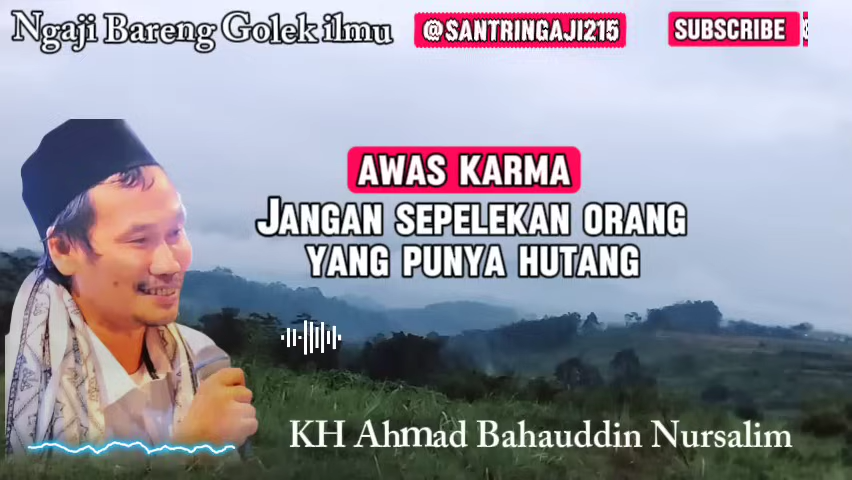 Ngaji Bareng Golek ilmu
@SANTRINGAJI215
SUBSCRIBE
AWAS KARMA
JANGAN SEPELEKAN ORANG
YANG PUNYA HUTANG
KH Ahmad Bahauddin Nursalim